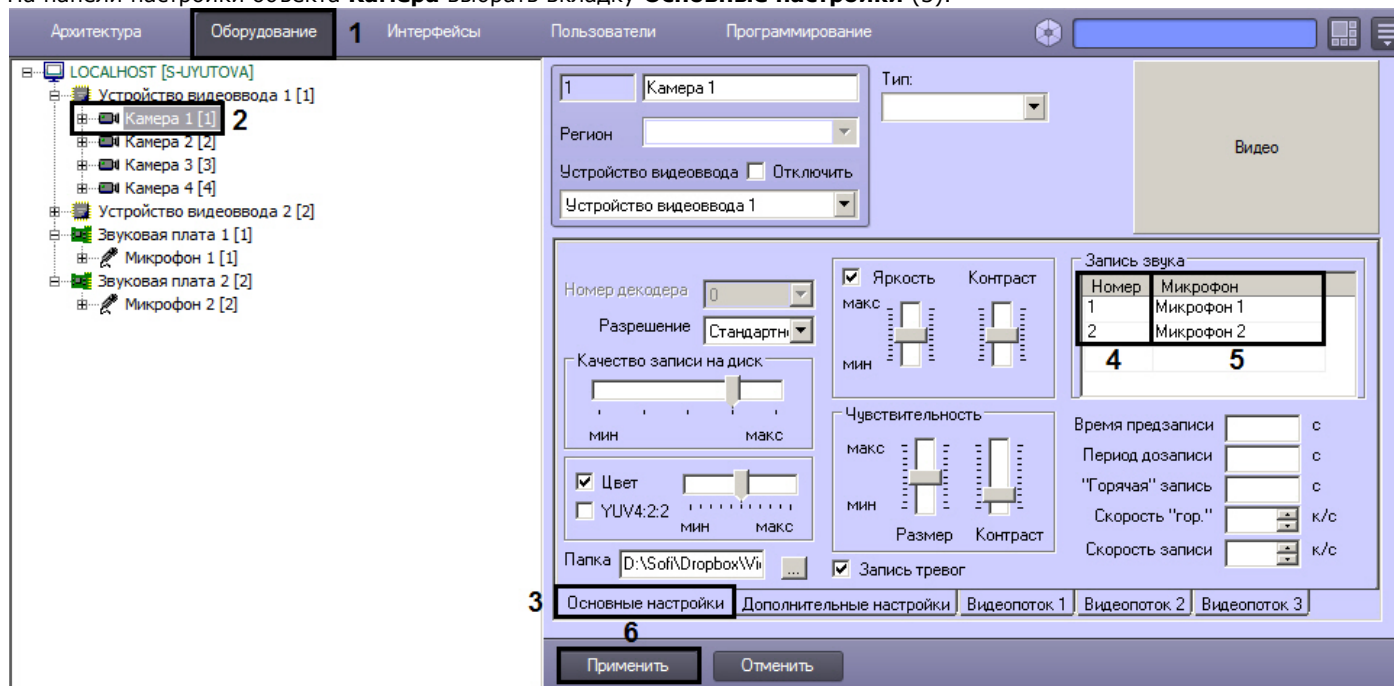 На панели настройки объекта Камера выбрать вкладку Основные настройки (3).
Архитектура Оборудование 1 Интерфейсы Пользователи Программирование
LOCALHOST [S-UYUTOVA]
Устройство видеоввода 1 [1]
Камера 1 [1] 2
Камера 2 [2]
Камера 3 [3]
Камера 4 [4]
Устройство видеоввода 2 [2]
Звуковая плата 1 [1]
Микрофон 1 [1]
Звуковая плата 2 [2]
Микрофон 2 [2]
1 Камера 1
Тип:
Регион
Устройство видеоввода Отключить
Устройство видеоввода 1
Видео
Номер декодера 0
Разрешение Стандартн
Качество записи на диск
мин макс
Цвет
YUV4:2:2
мин макс
Папка D:\Sofi\Dropbox\Vi ...
Яркость Контраст
макс
мин
Чувствительность
макс
мин
Размер Контраст
Запись тревог
Запись звука
Номер Микрофон
1 Микрофон 1
2 Микрофон 2
4 5
Время предзаписи с
Период дозаписи с
"Горячая" запись с
Скорость "гор." к/с
Скорость записи к/с
3 Основные настройки Дополнительные настройки Видеопоток 1 Видеопоток 2 Видеопоток 3
6
Применить Отменить